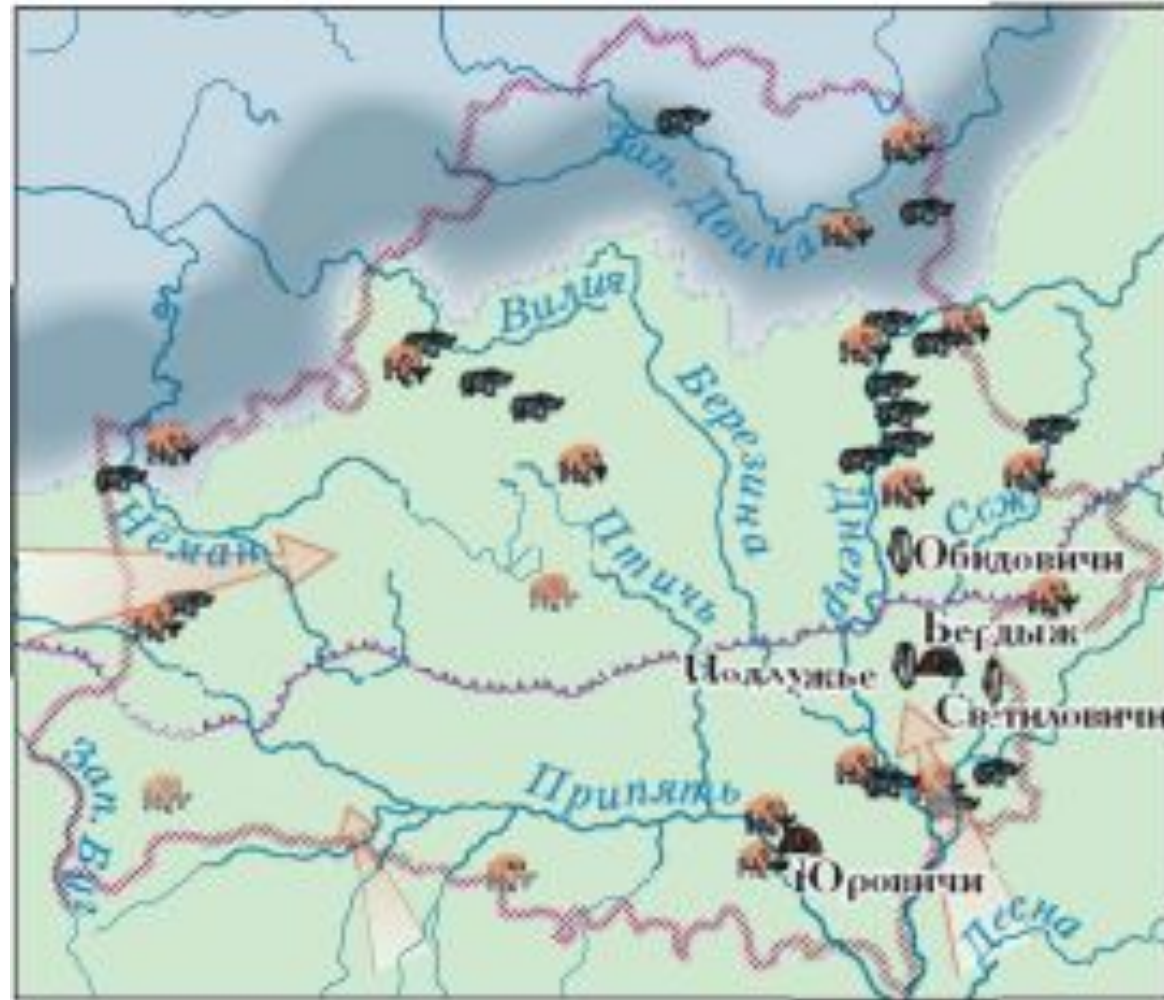 Зап. Двина
Вилия
Березина
Неман
Птичь
Днепр
Сож
Обидовичи
Бердыж
Подлужье
Светиловичи
Зап. Буг
Припять
Юровичи
Десна